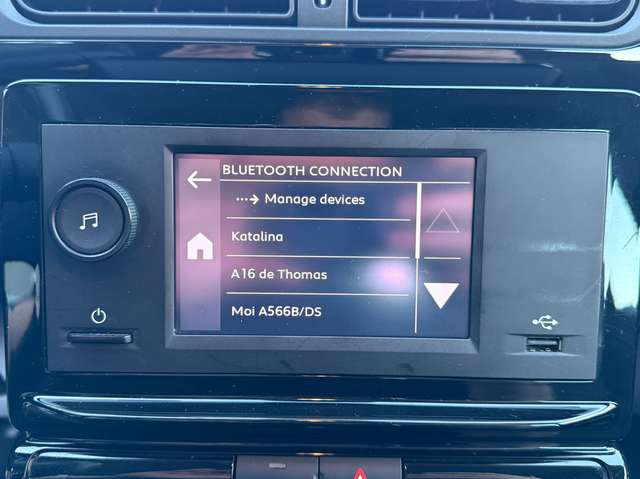 BLUETOOTH CONNECTION
Manage devices
Katalina
A16 de Thomas
Moi A566B/DS